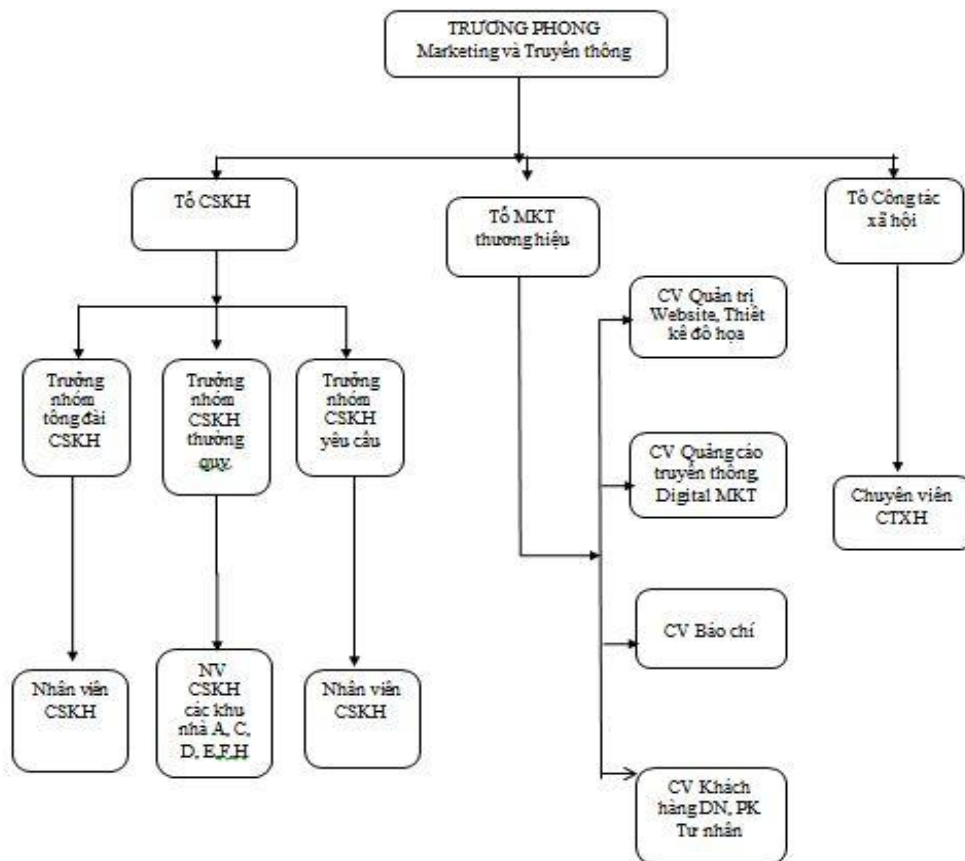 TRƯỞNG PHÒNG
Marketing và Truyền thông
Tổ CSKH
Tổ MKT
thương hiệu
Tổ Công tác
xã hội
CV Quản trị
Website, Thiết
kế đồ họa
Trưởng
nhóm
tổng đài
CSKH
Trưởng
nhóm
CSKH
thường
quy.
Trưởng
nhóm
CSKH
yêu cầu
CV Quảng cáo
truyền thông,
Digital MKT
Chuyên viên
CTXH
CV Báo chí
Nhân viên
CSKH
NV
CSKH
các khu
nhà A, C,
D, E,F,H
Nhân viên
CSKH
CV Khách
hàng DN, PK
Tư nhân